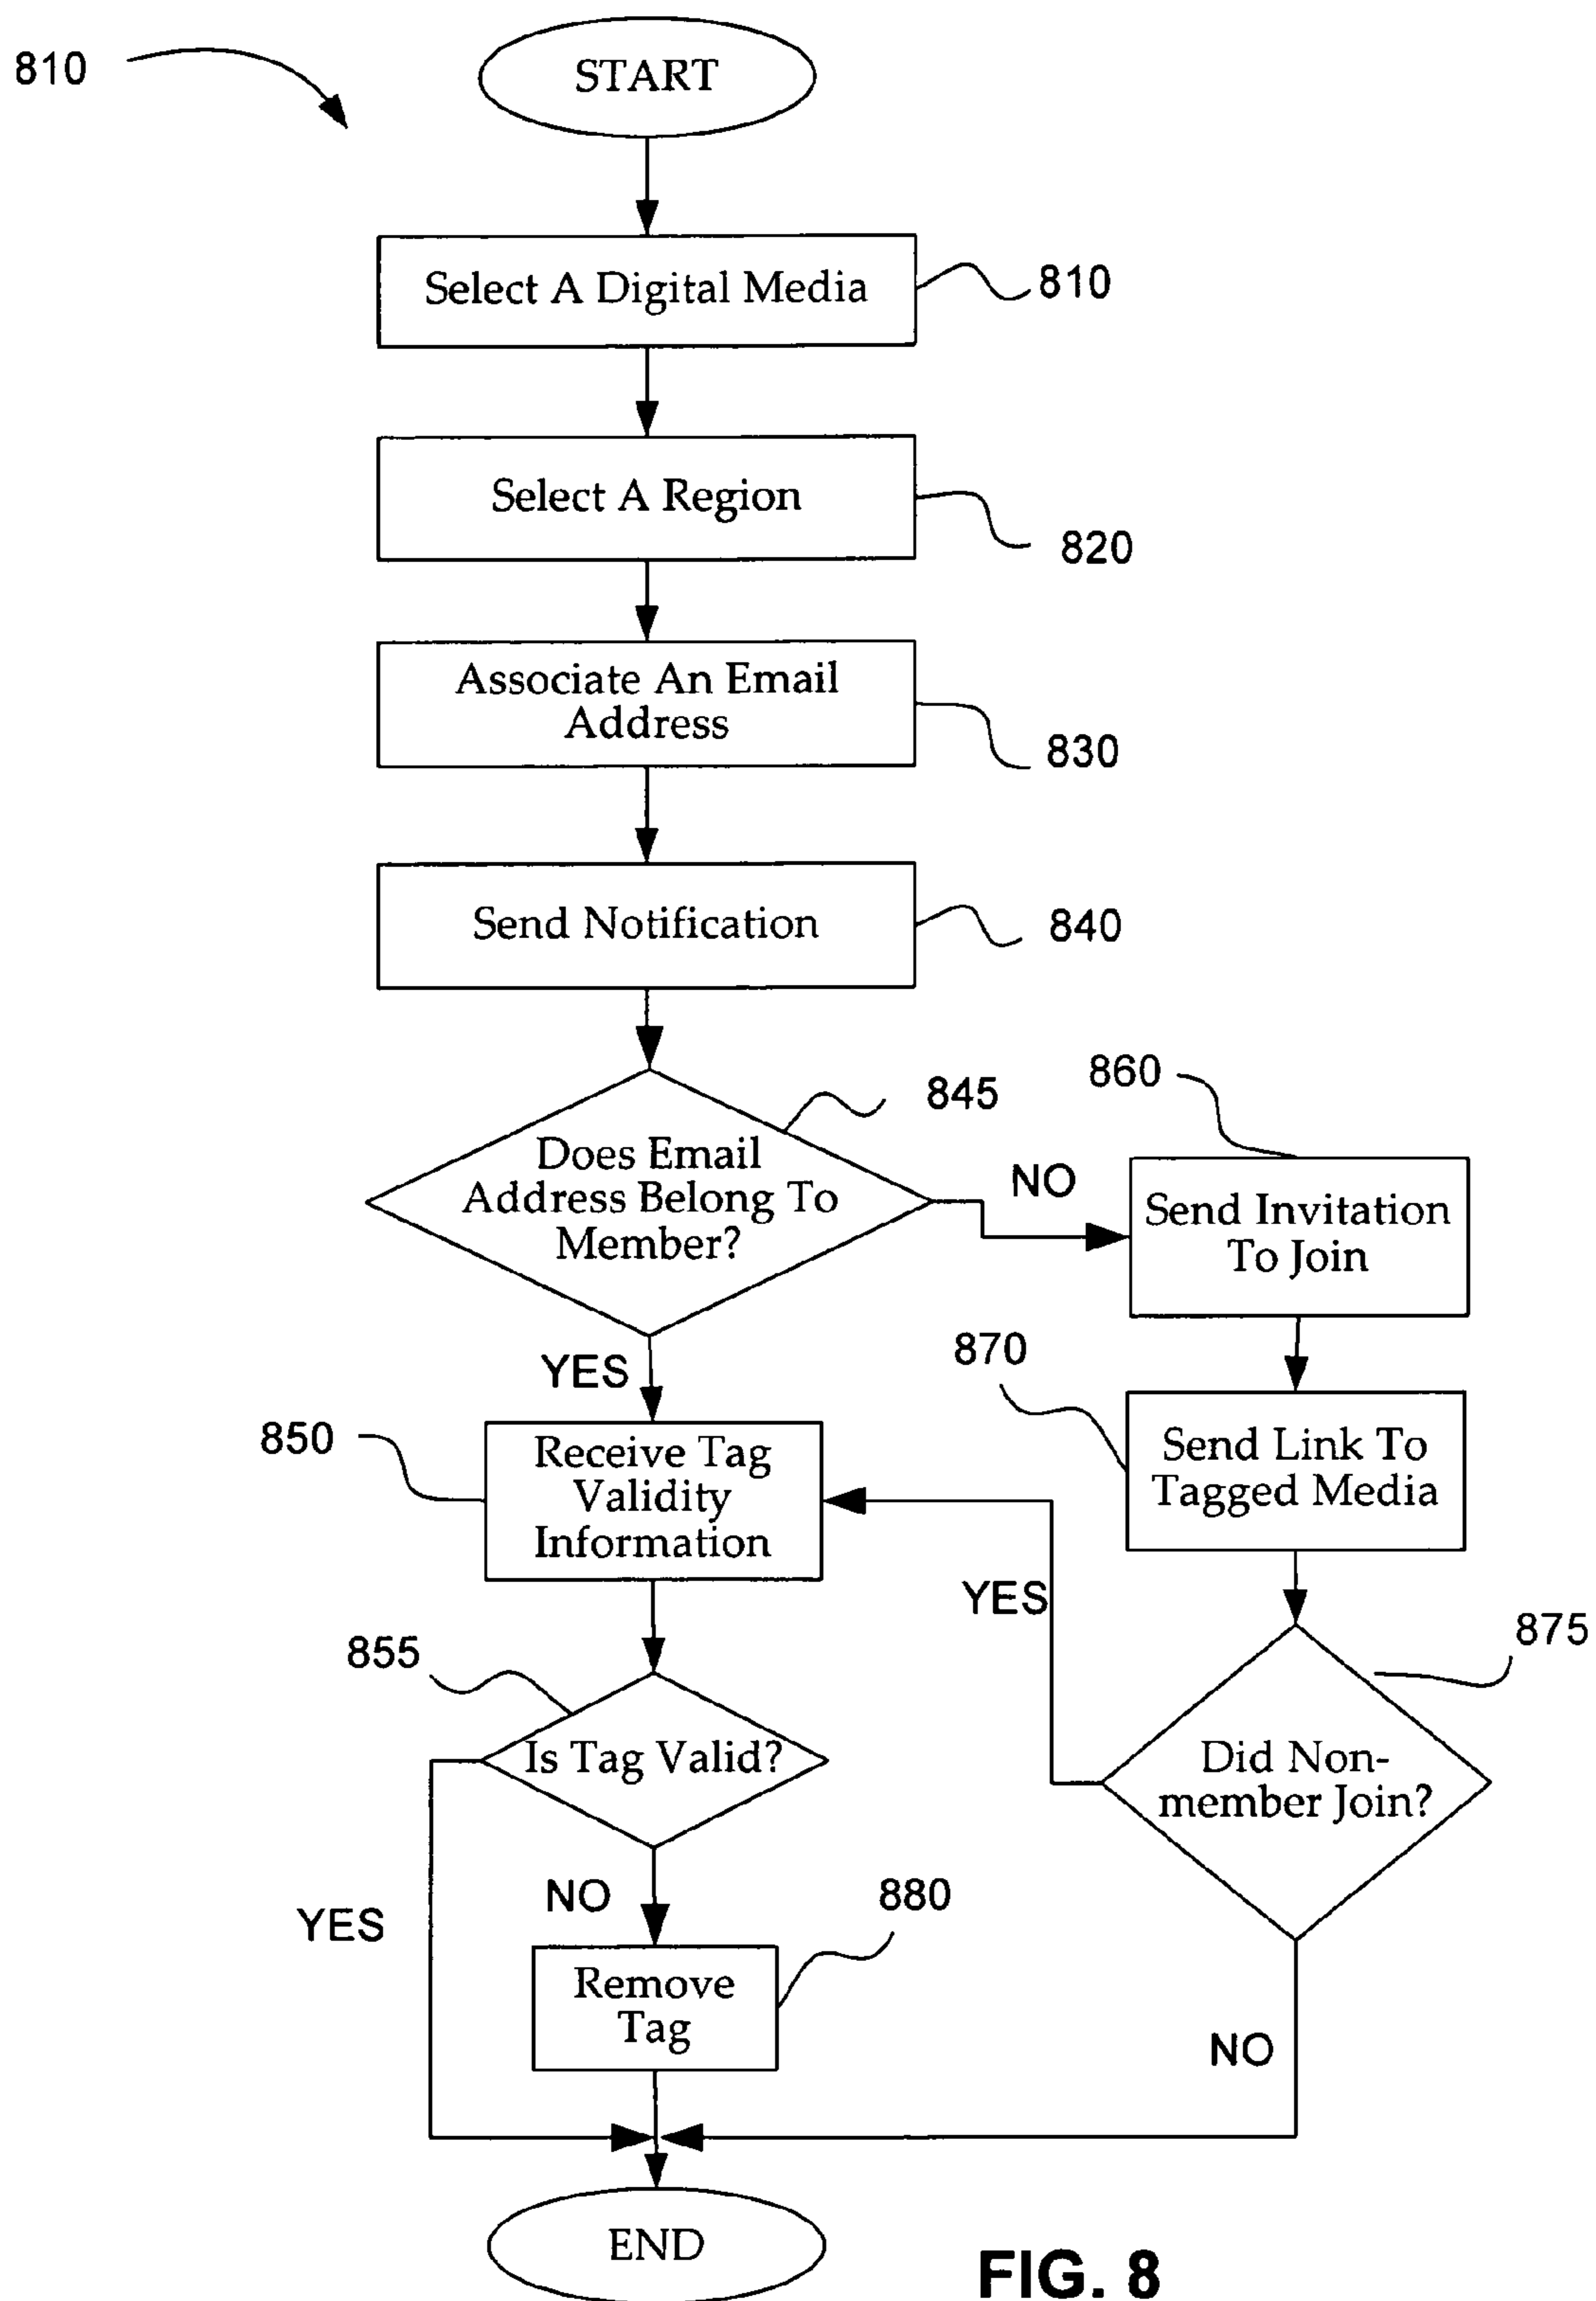 810
START
Select A Digital Media
810
Select A Region
820
Associate An Email
Address
830
Send Notification
840
845
Does Email
Address Belong To
Member?
NO
860
Send Invitation
To Join
YES
870
Send Link To
Tagged Media
850
Receive Tag
Validity
Information
YES
875
Did Non-
member Join?
855
Is Tag Valid?
YES
NO
880
Remove
Tag
NO
END
FIG. 8